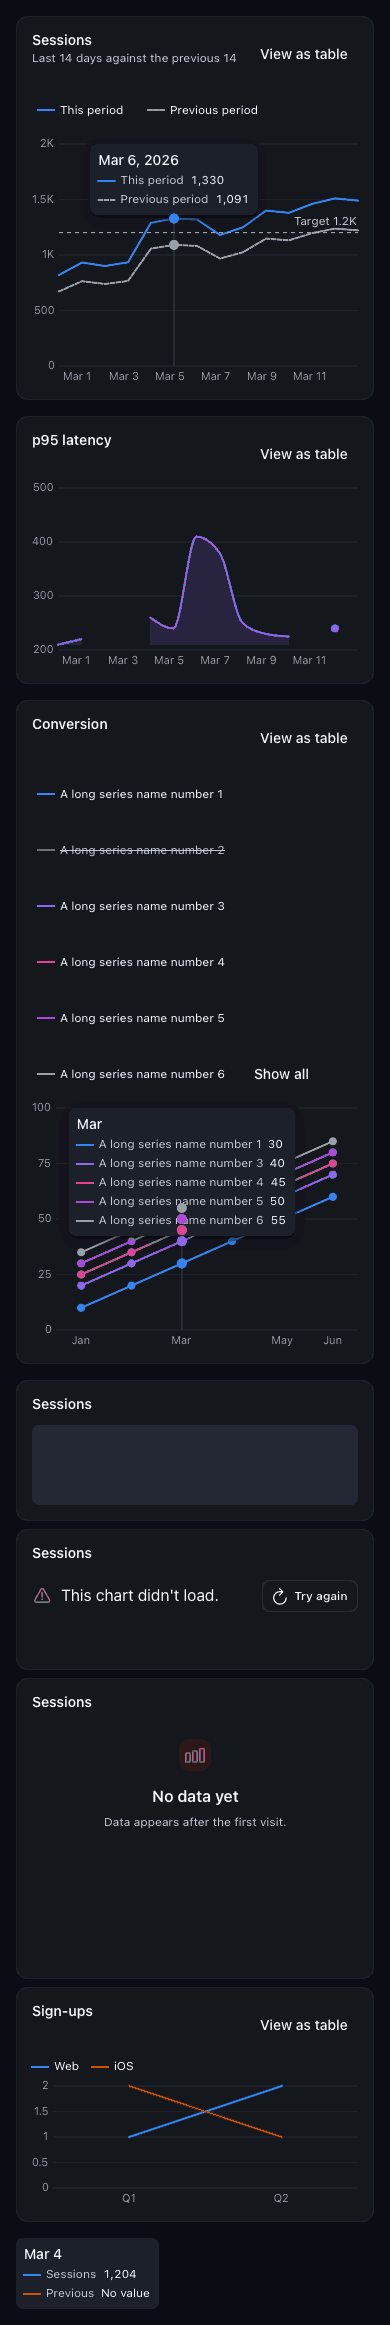 Sessions
Last 14 days against the previous 14
View as table
This period
Previous period
2K
Mar 6, 2026
This period 1,330
Previous period 1,091
1.5K
Target 1.2K
1K
500
0
Mar 1 Mar 3 Mar 5 Mar 7 Mar 9 Mar 11
p95 latency
View as table
500
400
300
200
Mar 1 Mar 3 Mar 5 Mar 7 Mar 9 Mar 11
Conversion
View as table
A long series name number 1
A long series name number 2
A long series name number 3
A long series name number 4
A long series name number 5
A long series name number 6
Show all
100
Mar
A long series name number 1 30
75
A long series name number 3 40
A long series name number 4 45
A long series name number 5 50
50
A long series name number 6 55
25
0
Jan Mar May Jun
Sessions
Sessions
This chart didn't load.
Try again
Sessions
No data yet
Data appears after the first visit.
Sign-ups
View as table
Web iOS
2
1.5
1
0.5
0
Q1 Q2
Mar 4
Sessions 1,204
Previous No value